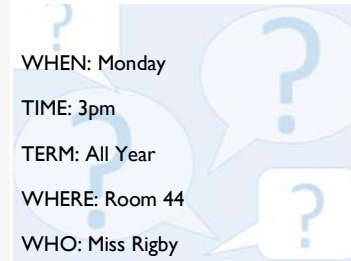 WHEN: Monday
TIME: 3pm
TERM: All Year
WHERE: Room 44
WHO: Miss Rigby